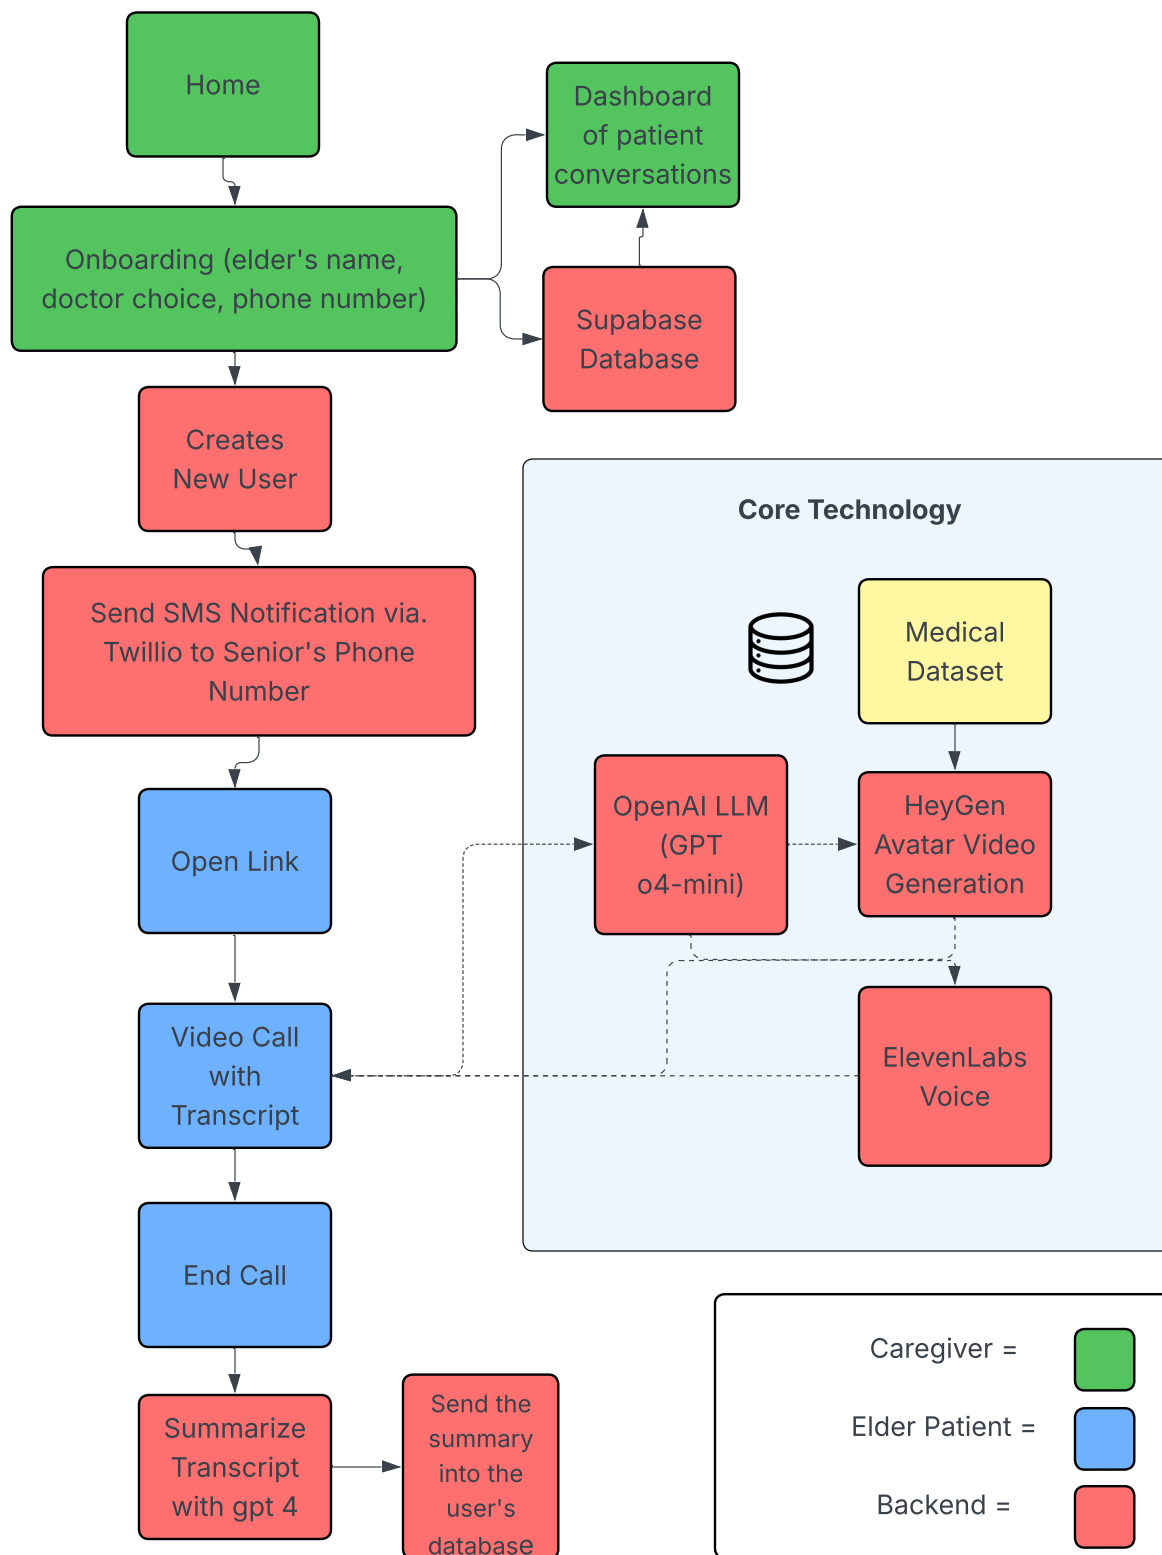 Home
Dashboard
of patient
conversations
Onboarding (elder's name,
doctor choice, phone number)
Supabase
Database
Creates
New User
Core Technology
Send SMS Notification via.
Twillio to Senior's Phone
Number
Medical
Dataset
OpenAI LLM
(GPT
o4-mini)
HeyGen
Avatar Video
Generation
Open Link
Video Call
with
Transcript
ElevenLabs
Voice
End Call
Caregiver =
Elder Patient =
Backend =
Summarize
Transcript
with gpt 4
Send the
summary
into the
user's
database